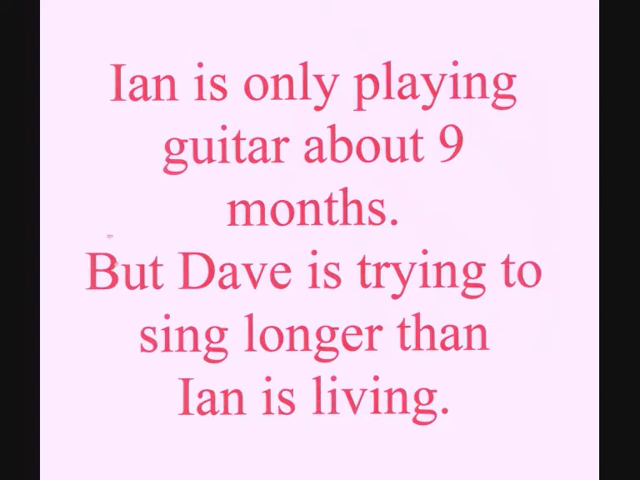 Ian is only playing
guitar about 9
months.
But Dave is trying to
sing longer than
Ian is living.